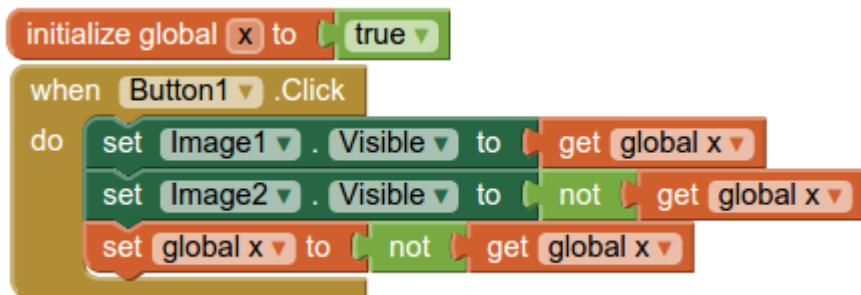 initialize global x to true
when Button1 .Click
do set Image1 . Visible to get global x
set Image2 . Visible to not get global x
set global x to not get global x